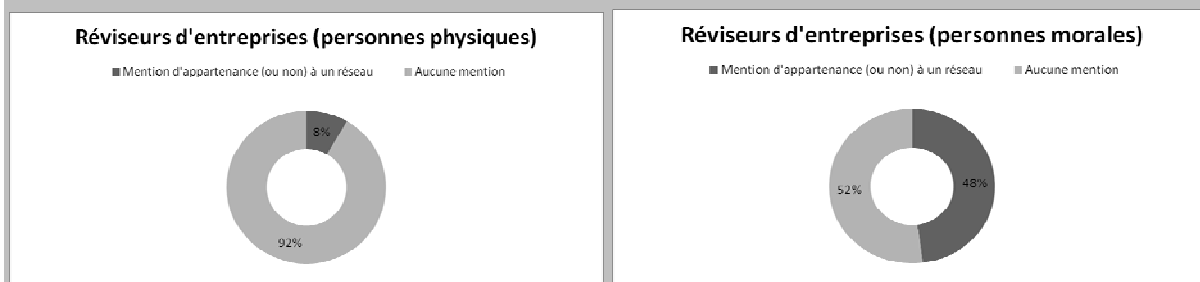 Réviseurs d'entreprises (personnes physiques)
Mention d'appartenance (ou non) à un réseau Aucune mention
8%
92%
Réviseurs d'entreprises (personnes morales)
Mention d'appartenance (ou non) à un réseau Aucune mention
52%
48%